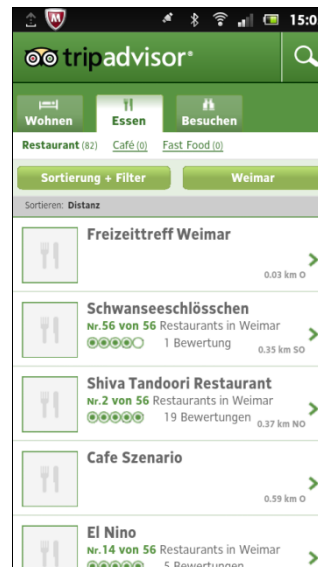 15:0
tripadvisor®
Wohnen
Essen
Besuchen
Restaurant (82) Café (0) Fast Food (0)
Sortierung + Filter
Weimar
Sortieren: Distanz
Freizeittreff Weimar
0.03 km O
Schwanseeschlösschen
Nr.56 von 56 Restaurants in Weimar
1 Bewertung
0.35 km SO
Shiva Tandoori Restaurant
Nr.2 von 56 Restaurants in Weimar
19 Bewertungen
0.37 km NO
Cafe Szenario
0.59 km O
El Nino
Nr.14 von 56 Restaurants in Weimar
5 Bewertungen